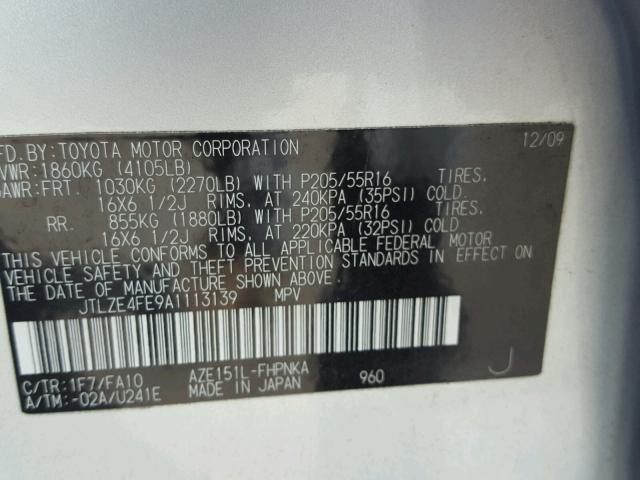 FD.BY:TOYOTA MOTOR CORPORATION 12/09
VWR:1860KG (4105LB)
AWR:FRT. 1030KG (2270LB) WITH P205/55R16 TIRES.
16X6 1/2J RIMS, AT 240KPA (35PSI) COLD
RR. 855KG (1880LB) WITH P205/55R16 TIRES.
16X6 1/2J RIMS, AT 220KPA (32PSI) COLD
THIS VEHICLE CONFORMS TO ALL APPLICABLE FEDERAL MOTOR
VEHICLE SAFETY AND THEFT PREVENTION STANDARDS IN EFFECT ON
THE DATE OF MANUFACTURE SHOWN ABOVE.
JTLZE4FE9A1113139 MPV
C/TR:1F7/FA10 AZE151L-FHPNKA 960 J
A/TM:-02A/U241E MADE IN JAPAN